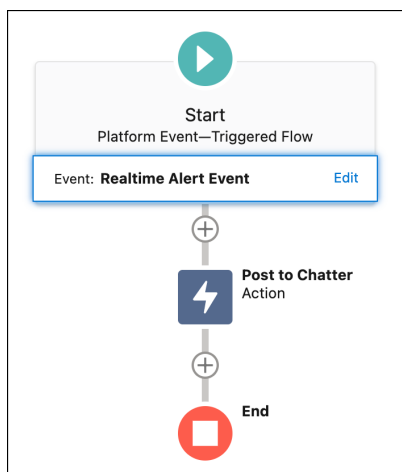 Start
Platform Event—Triggered Flow
Event: Realtime Alert Event Edit
Post to Chatter
Action
End